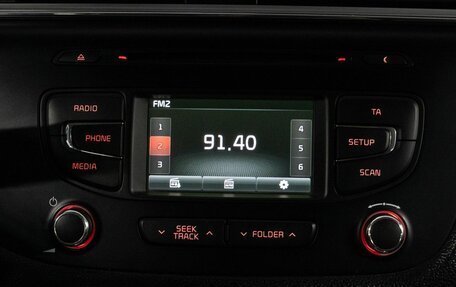 RADIO
FM2
TA
1
4
PHONE
2
91.40
5
SETUP
MEDIA
3
6
SCAN
SEEK
TRACK
FOLDER